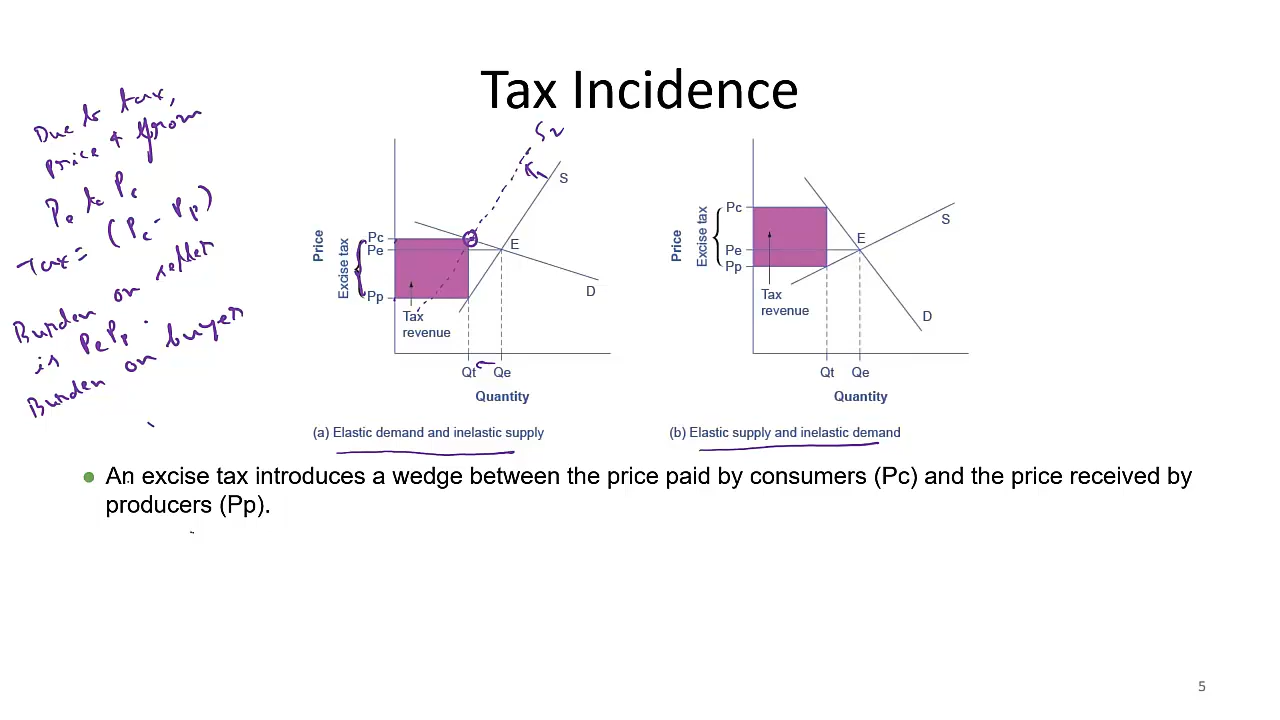 Tax Incidence
Due to tax,
price ↑ from
Pe to Pc
Tax = (Pc - Pp)
Burden on seller
is PePp.
Burden on buyer
S2
Price
Excise tax
Pc
Pe
Pp
S
E
D
Tax
revenue
Qt
Qe
Quantity
(a) Elastic demand and inelastic supply
Price
Excise tax
Pc
Pe
Pp
E
S
D
Tax
revenue
Qt
Qe
Quantity
(b) Elastic supply and inelastic demand
An excise tax introduces a wedge between the price paid by consumers (Pc) and the price received by
producers (Pp).
5